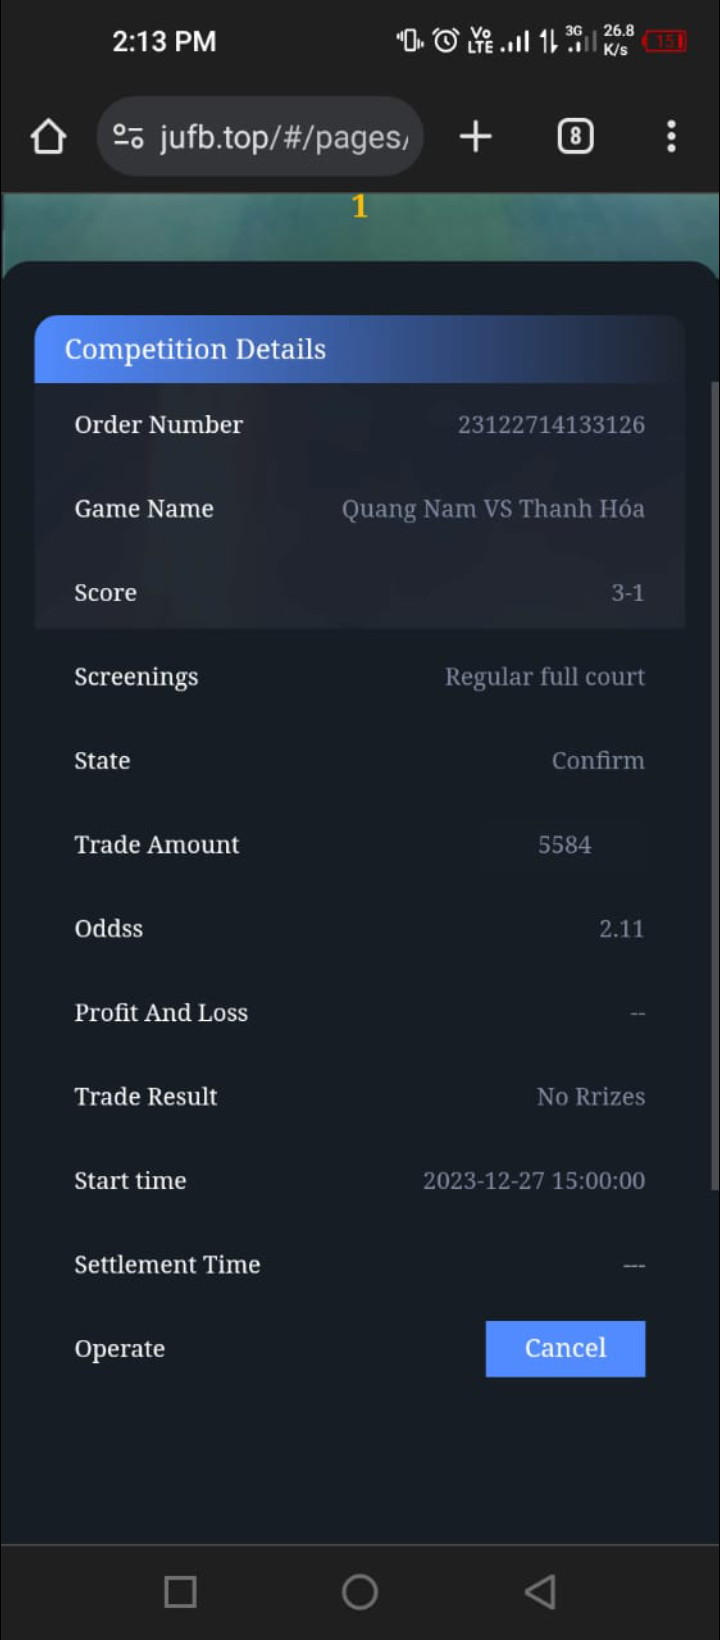 2:13 PM
Vo LTE
3G
26.8 K/s
151
jufb.top/#/pages/
8
1
Competition Details
Order Number 23122714133126
Game Name Quang Nam VS Thanh Hóa
Score 3-1
Screenings Regular full court
State Confirm
Trade Amount 5584
Oddss 2.11
Profit And Loss --
Trade Result No Rrizes
Start time 2023-12-27 15:00:00
Settlement Time ---
Operate Cancel